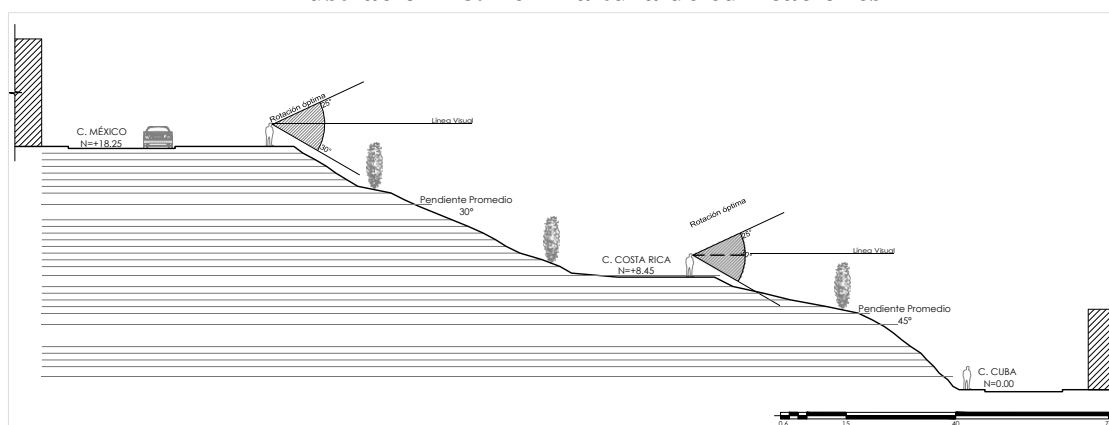 Rotación óptima
25°
Línea Visual
30°
C. MÉXICO
N=+18.25
Pendiente Promedio
30°
Rotación óptima
25°
Línea Visual
C. COSTA RICA
N=+8.45
Pendiente Promedio
45°
C. CUBA
N=0.00
0 6 15 40